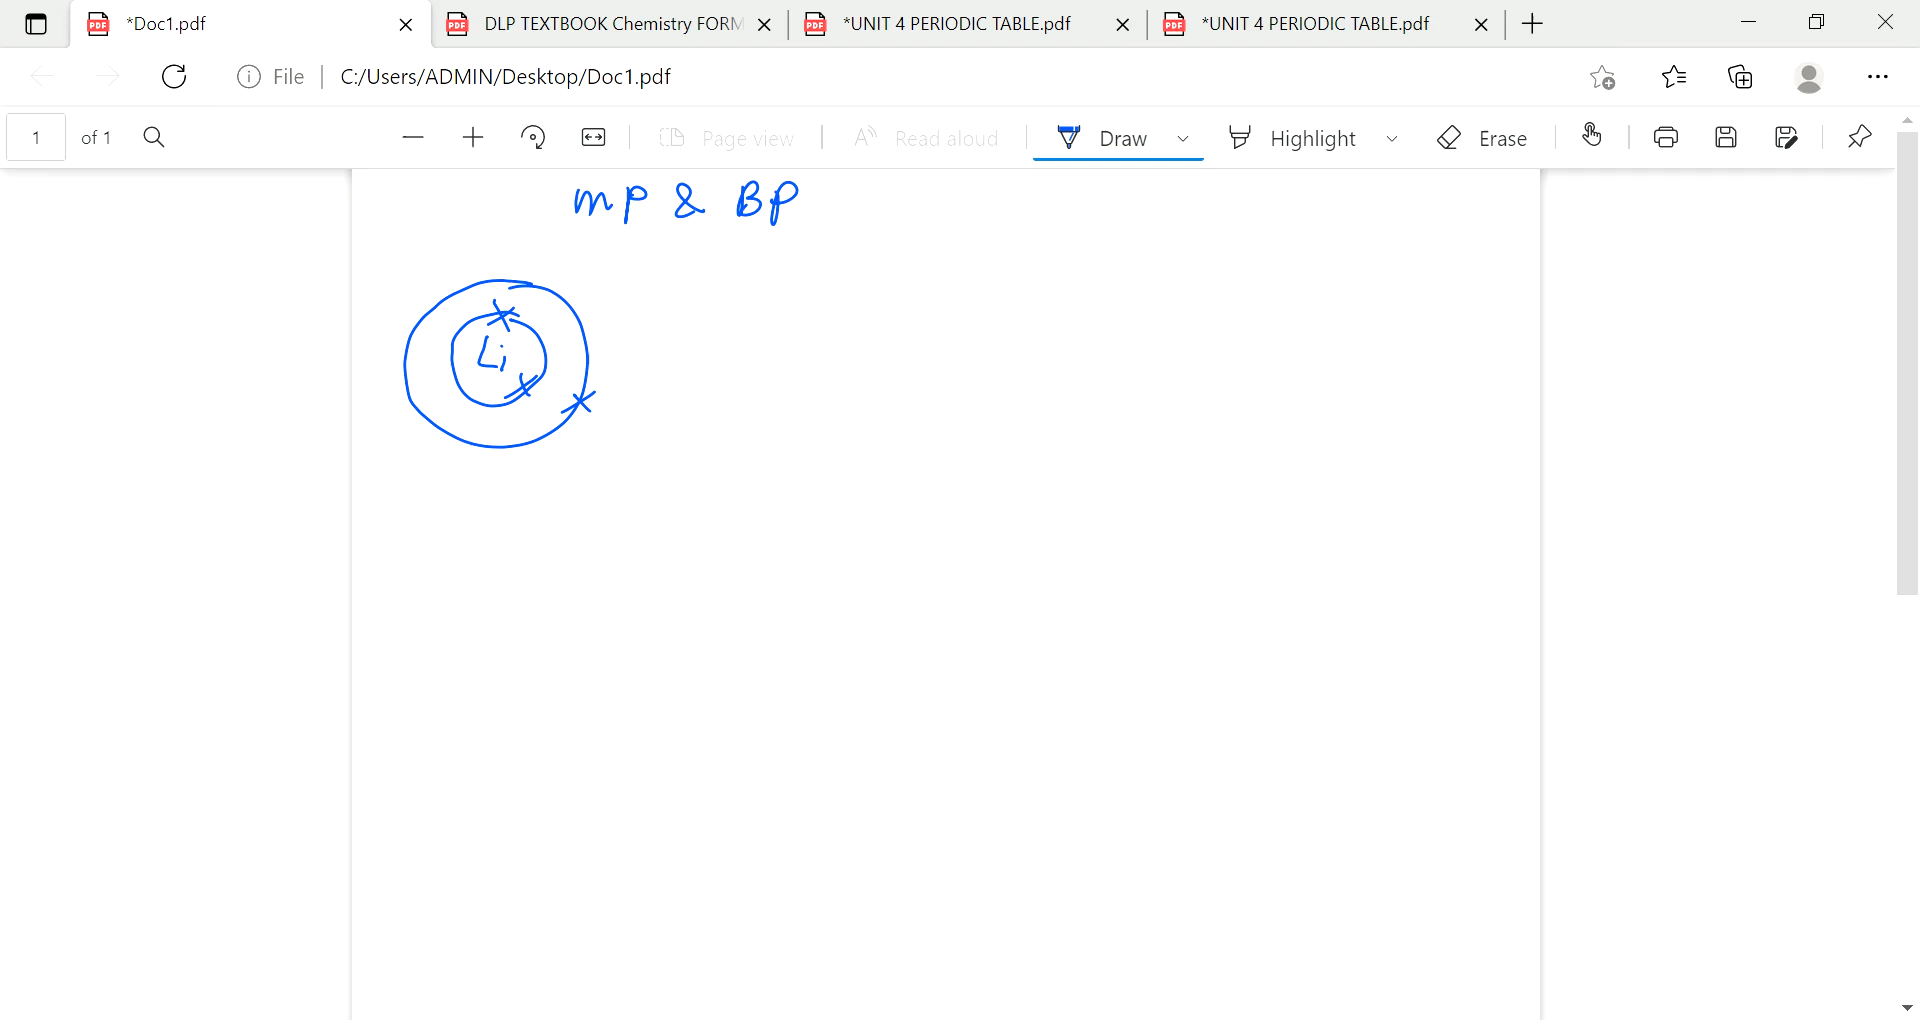 *Doc1.pdf
DLP TEXTBOOK Chemistry FORM
*UNIT 4 PERIODIC TABLE.pdf
*UNIT 4 PERIODIC TABLE.pdf
File
C:/Users/ADMIN/Desktop/Doc1.pdf
1 of 1
Page view
Read aloud
Draw
Highlight
Erase
MP & BP
Li